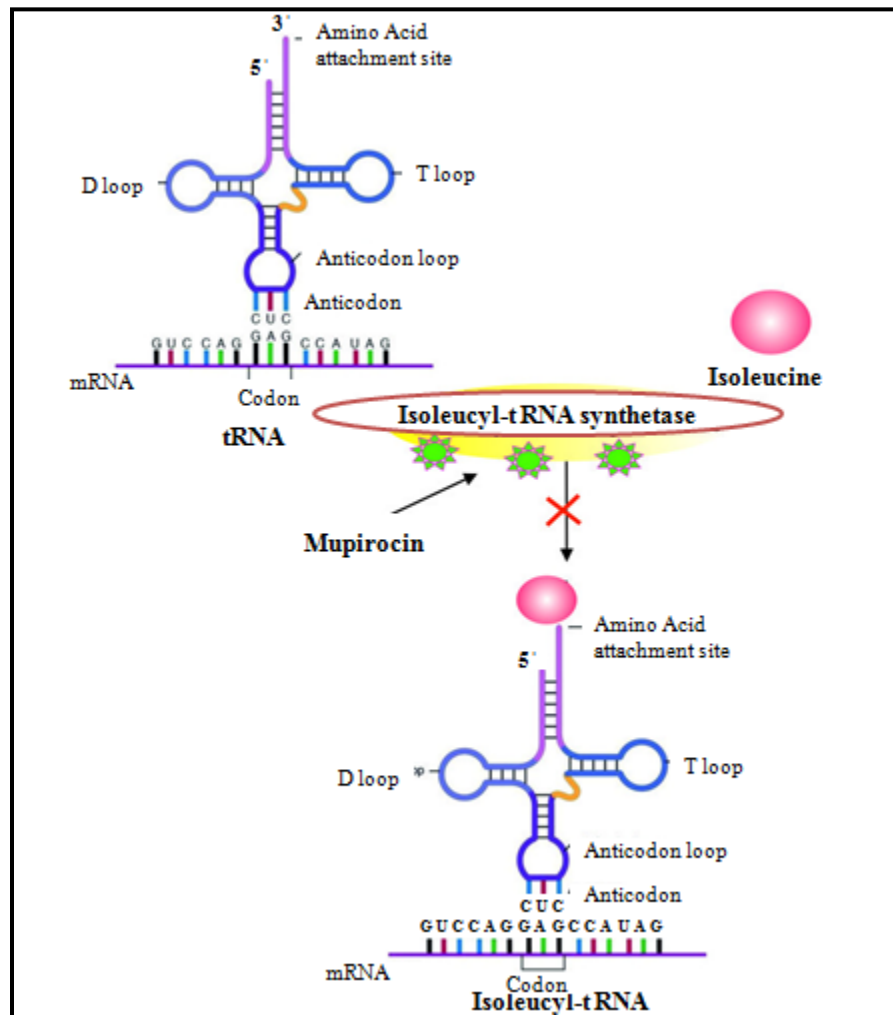 3'
Amino Acid
attachment site
5'
D loop
T loop
Anticodon loop
Anticodon
C U C
G U C C A G G A G C C A U A G
mRNA
Codon
tRNA
Isoleucine
Isoleucyl-tRNA synthetase
Mupirocin
Amino Acid
attachment site
5'
D loop
op
T loop
Anticodon loop
Anticodon
C U C
G U C C A G G A G C C A U A G
mRNA
Codon
Isoleucyl-tRNA